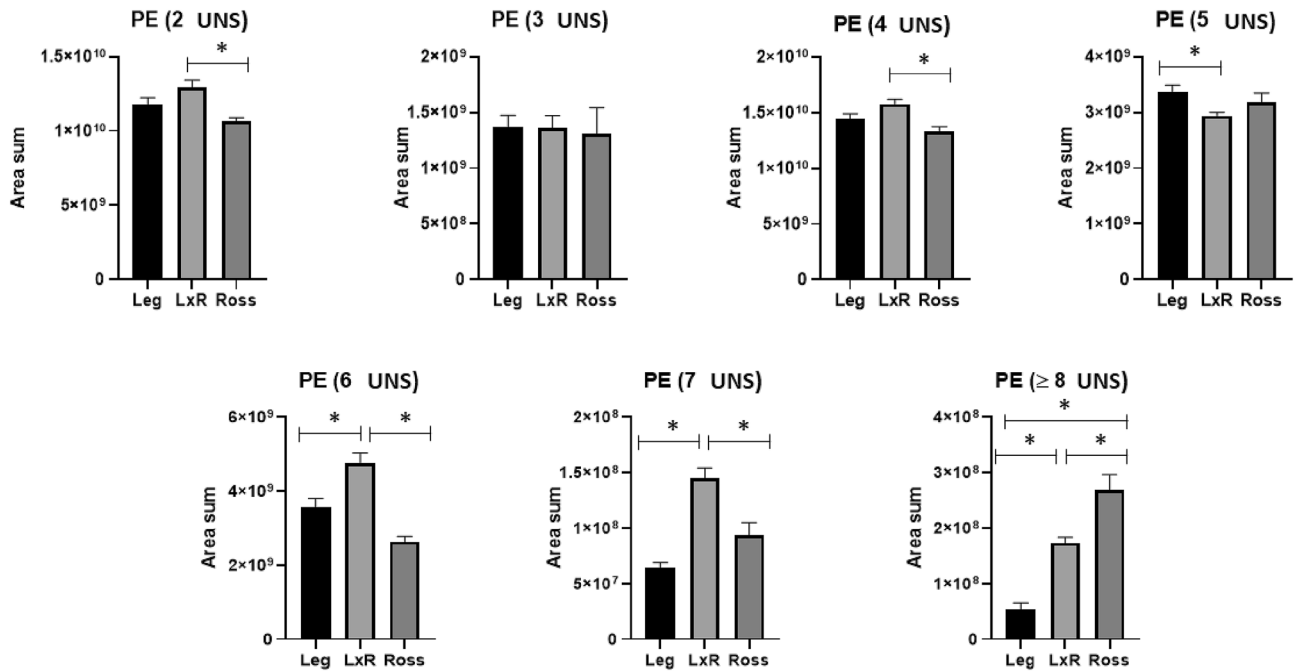 PE (2 UNS)
*
1.5×10¹⁰
1×10¹⁰
5×10⁹
0
Area sum
Leg LxR Ross
PE (3 UNS)
2×10⁹
1.5×10⁹
1×10⁹
5×10⁸
0
Area sum
Leg LxR Ross
PE (4 UNS)
*
2×10¹⁰
1.5×10¹⁰
1×10¹⁰
5×10⁹
0
Area sum
Leg LxR Ross
PE (5 UNS)
*
4×10⁹
3×10⁹
2×10⁹
1×10⁹
0
Area sum
Leg LxR Ross
PE (6 UNS)
* *
6×10⁹
4×10⁹
2×10⁹
0
Area sum
Leg LxR Ross
PE (7 UNS)
* *
2×10⁸
1.5×10⁸
1×10⁸
5×10⁷
0
Area sum
Leg LxR Ross
PE (≥ 8 UNS)
*
* *
4×10⁸
3×10⁸
2×10⁸
1×10⁸
0
Area sum
Leg LxR Ross